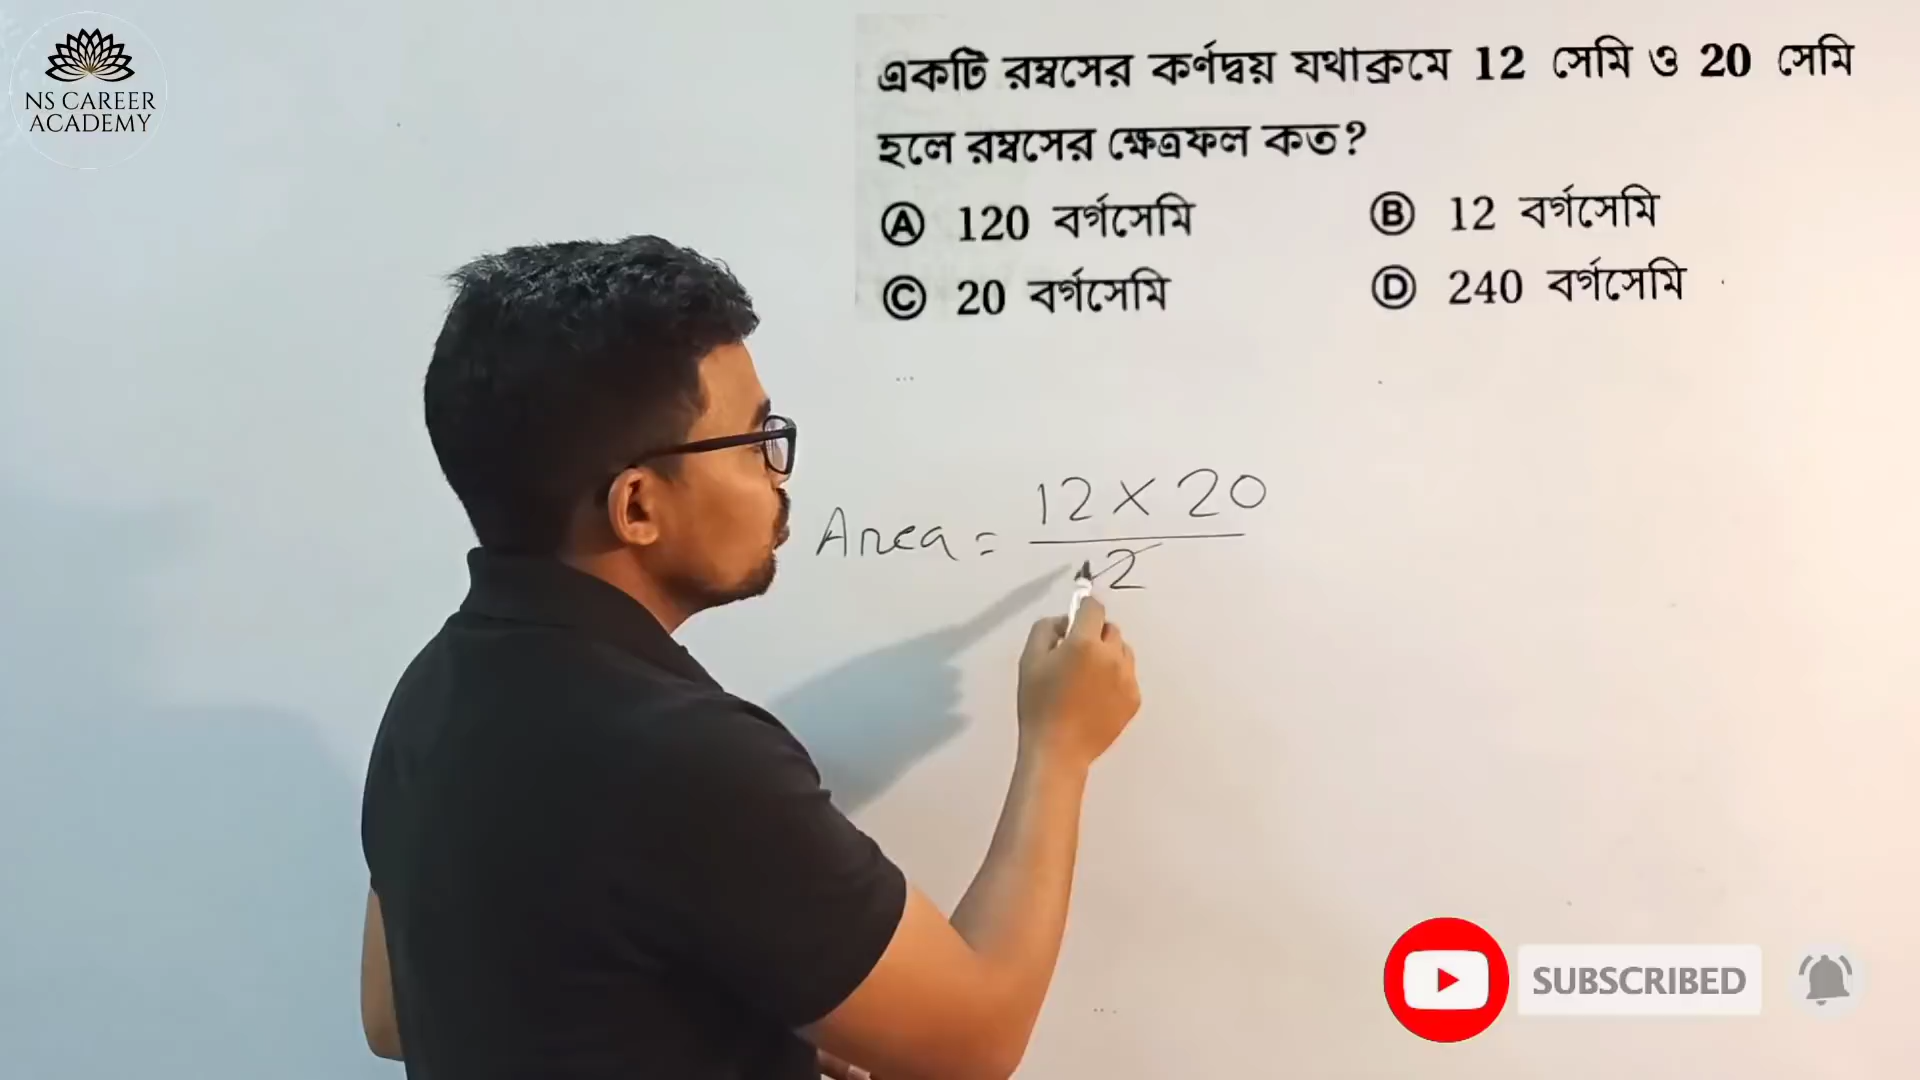 NS CAREER
ACADEMY
একটি রম্বসের কর্ণদ্বয় যথাক্রমে 12 সেমি ও 20 সেমি
হলে রম্বসের ক্ষেত্রফল কত?
Ⓐ 120 বর্গসেমি Ⓑ 12 বর্গসেমি
Ⓒ 20 বর্গসেমি Ⓓ 240 বর্গসেমি
Area = 12 × 20
2
SUBSCRIBED